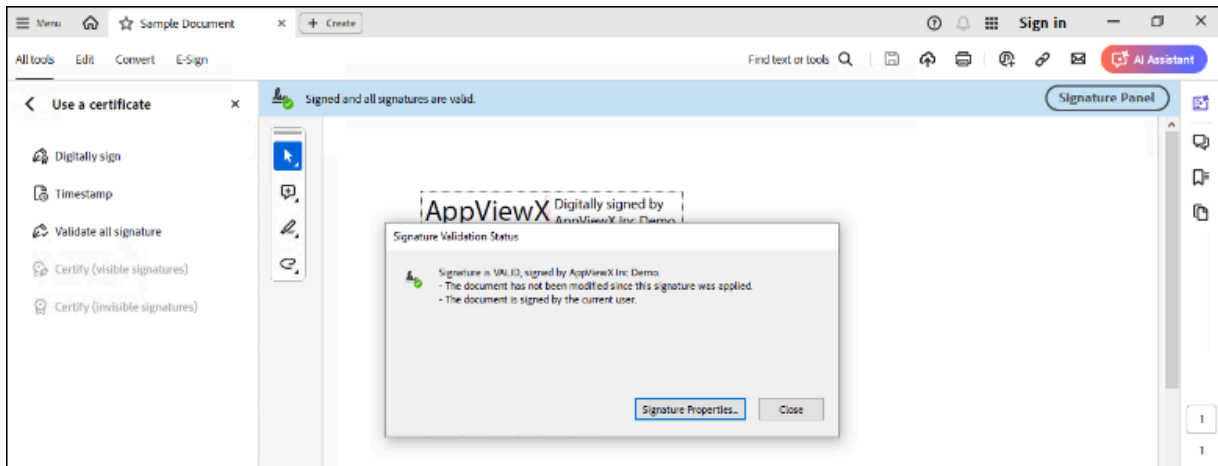 Menu
Sample Document
Create
Sign in
All tools Edit Convert E-Sign
Find text or tools
AI Assistant
Use a certificate
Signed and all signatures are valid.
Signature Panel
Digitally sign
Timestamp
Validate all signature
Certify (visible signatures)
Certify (invisible signatures)
AppViewX
Digitally signed by
AppViewX Inc Demo
Signature Validation Status
Signature is VALID, signed by AppViewX Inc Demo.
- The document has not been modified since this signature was applied.
- The document is signed by the current user.
Signature Properties...
Close
1
1